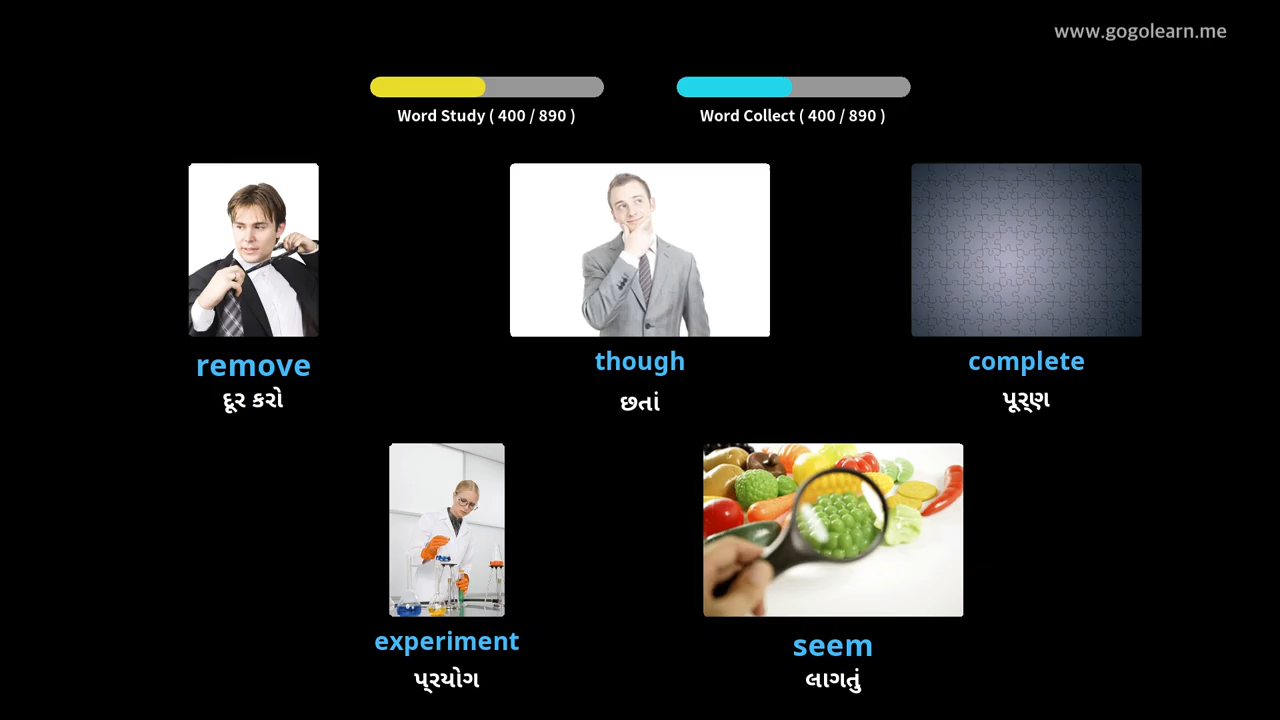 www.gogolearn.me
Word Study ( 400 / 890 )
Word Collect ( 400 / 890 )
remove
દૂર કરો
though
છતાં
complete
પૂર્ણ
experiment
પ્રયોગ
seem
લાગતું